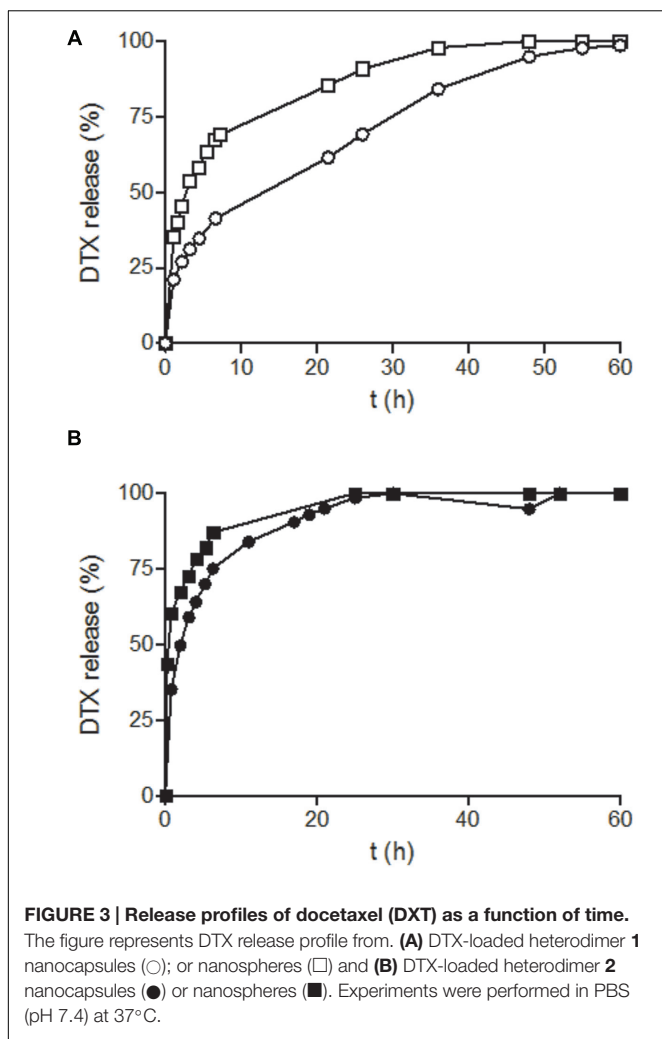 A
100
75
50
25
0
DTX release (%)
0 10 20 30 40 50 60
t (h)
B
100
75
50
25
0
DTX release (%)
0 20 40 60
t (h)
FIGURE 3 | Release profiles of docetaxel (DXT) as a function of time.
The figure represents DTX release profile from. (A) DTX-loaded heterodimer 1
nanocapsules (○); or nanospheres (□) and (B) DTX-loaded heterodimer 2
nanocapsules (●) or nanospheres (■). Experiments were performed in PBS
(pH 7.4) at 37°C.